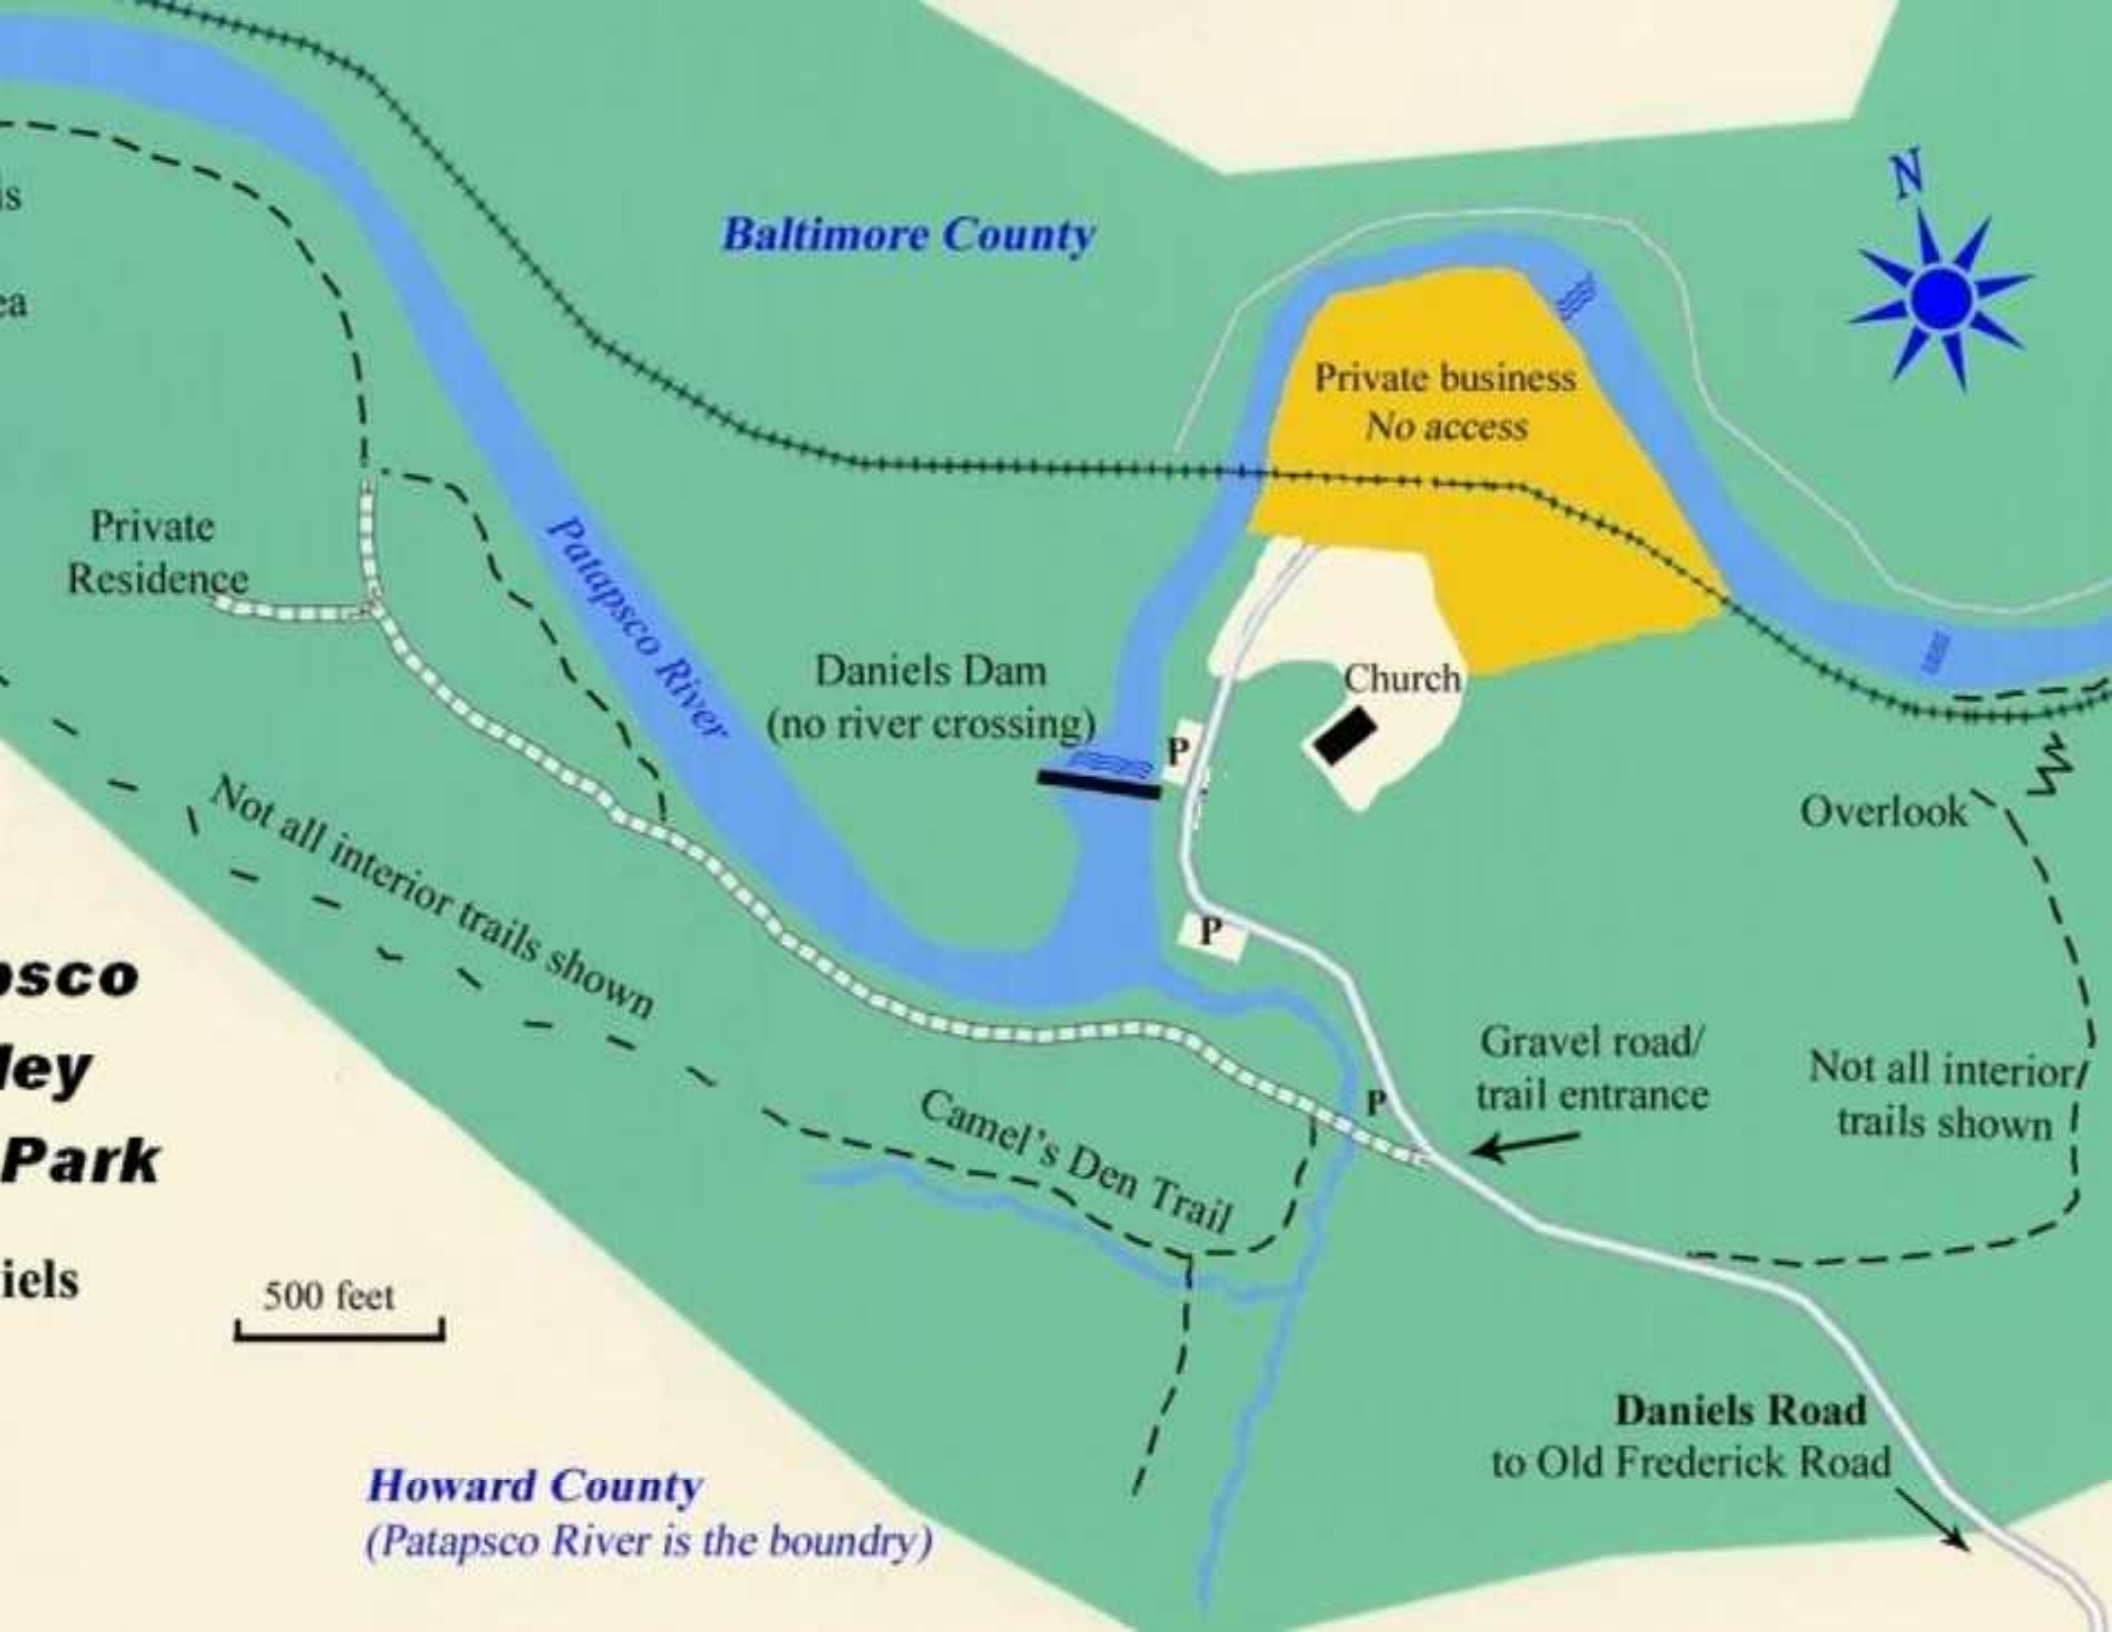 N
Baltimore County
Private business
No access
Private
Residence
Patapsco River
Daniels Dam
(no river crossing)
Church
P
Overlook
Not all interior trails shown
P
Gravel road/
trail entrance
Not all interior/
trails shown
P
Camel's Den Trail
Park
500 feet
Daniels Road
to Old Frederick Road
Howard County
(Patapsco River is the boundry)